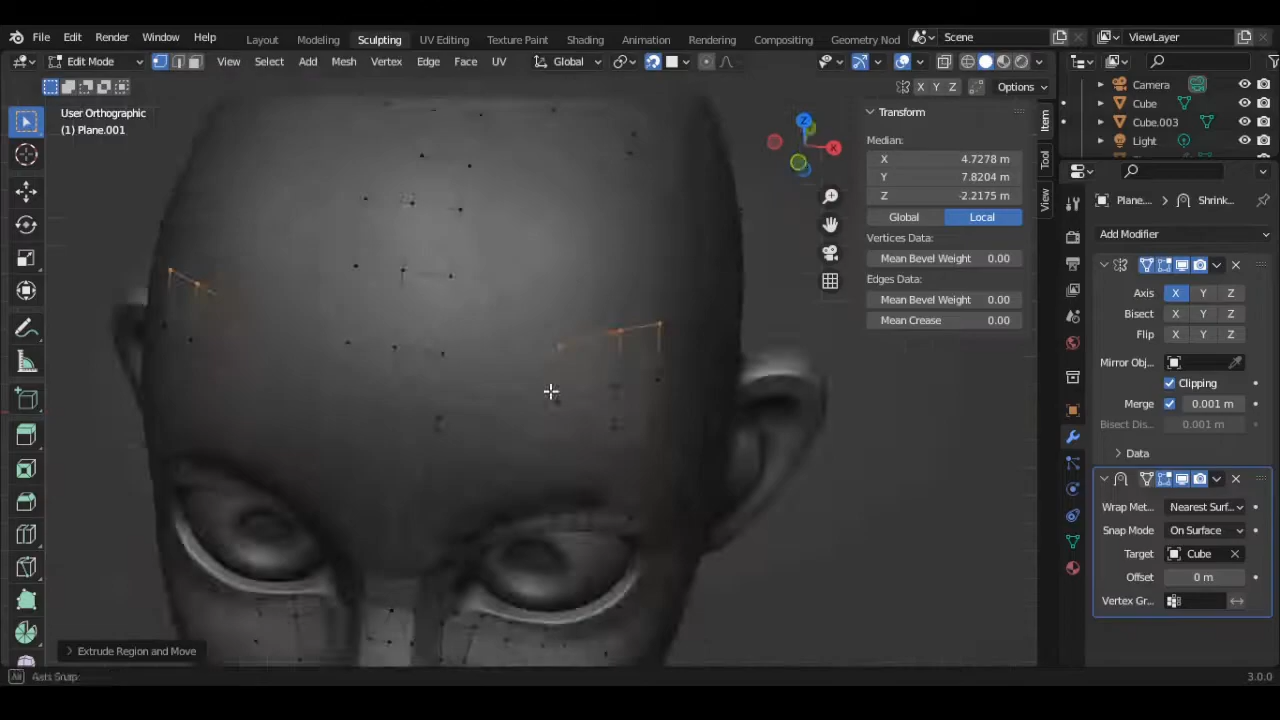 File Edit Render Window Help Layout Modeling Sculpting UV Editing Texture Paint Shading Animation Rendering Compositing Geometry Nod Scene ViewLayer
Edit Mode View Select Add Mesh Vertex Edge Face UV Global
X Y Z Options
User Orthographic
(1) Plane.001
Z
X
Transform
Median:
X 4.7278 m
Y 7.8204 m
Z -2.2175 m
Global Local
Vertices Data:
Mean Bevel Weight 0.00
Edges Data:
Mean Bevel Weight 0.00
Mean Crease 0.00
Item
Tool
View
Camera
Cube
Cube.003
Light
Plane.... Shrink...
Add Modifier
Axis X Y Z
Bisect X Y Z
Flip X Y Z
Mirror Obj...
Clipping
Merge 0.001 m
Bisect Dis... 0.001 m
Data
Wrap Met... Nearest Surf...
Snap Mode On Surface
Target Cube
Offset 0 m
Vertex Gr...
Extrude Region and Move
Alt Axis Snap
3.0.0